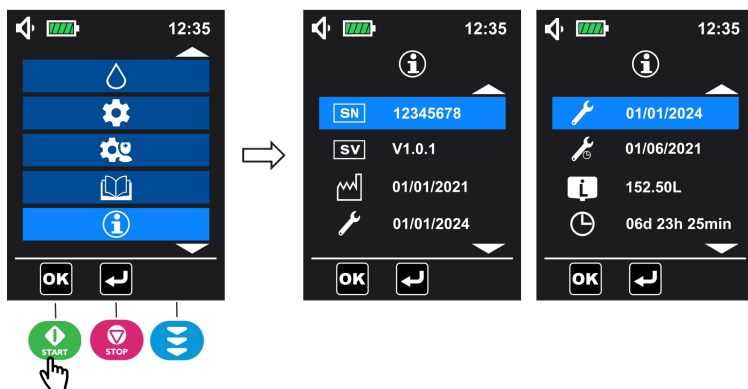 12:35
OK
START
STOP
12:35
SN 12345678
SV V1.0.1
01/01/2021
01/01/2024
OK
12:35
01/01/2024
01/06/2021
152.50L
06d 23h 25min
OK